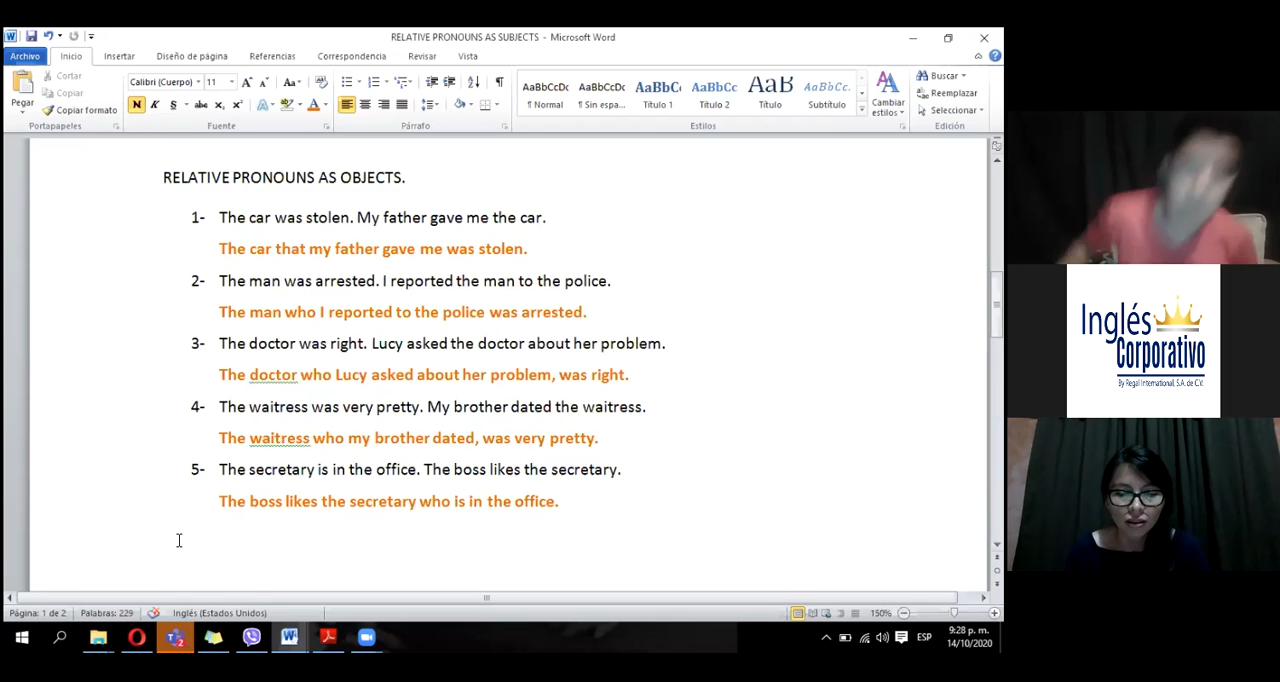 RELATIVE PRONOUNS AS SUBJECTS - Microsoft Word
Archivo Inicio Insertar Diseño de página Referencias Correspondencia Revisar Vista
Pegar
Cortar
Copiar
Copiar formato
Portapapeles
Calibri (Cuerpo) 11
Fuente
Párrafo
AaBbCcDc AaBbCcDc AaBbC AaBbCc AaB AaBbCc.
¶ Normal ¶ Sin espa... Título 1 Título 2 Título Subtítulo
Cambiar estilos
Estilos
Buscar
Reemplazar
Seleccionar
Edición
RELATIVE PRONOUNS AS OBJECTS.
1- The car was stolen. My father gave me the car.
The car that my father gave me was stolen.
2- The man was arrested. I reported the man to the police.
The man who I reported to the police was arrested.
3- The doctor was right. Lucy asked the doctor about her problem.
The doctor who Lucy asked about her problem, was right.
4- The waitress was very pretty. My brother dated the waitress.
The waitress who my brother dated, was very pretty.
5- The secretary is in the office. The boss likes the secretary.
The boss likes the secretary who is in the office.
Página: 1 de 2 Palabras: 229 Inglés (Estados Unidos) 150%
ESP
9:28 p. m.
14/10/2020
Inglés
Corporativo
By Regal International, S.A. de C.V.